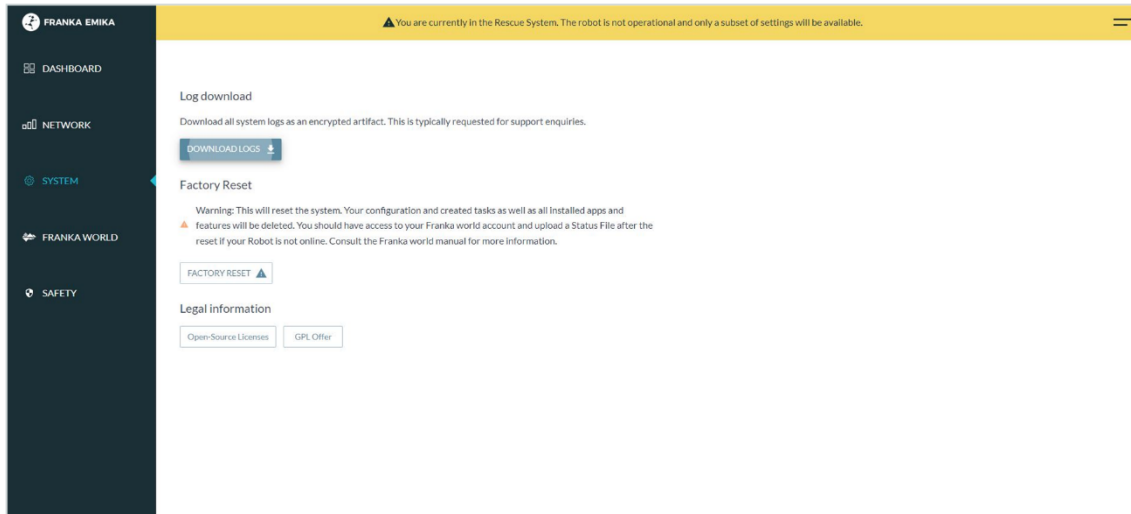 FRANKA EMIKA
You are currently in the Rescue System. The robot is not operational and only a subset of settings will be available.
DASHBOARD
NETWORK
SYSTEM
FRANKA WORLD
SAFETY
Log download
Download all system logs as an encrypted artifact. This is typically requested for support enquiries.
DOWNLOAD LOGS
Factory Reset
Warning: This will reset the system. Your configuration and created tasks as well as all installed apps and
features will be deleted. You should have access to your Franka world account and upload a Status File after the
reset if your Robot is not online. Consult the Franka world manual for more information.
FACTORY RESET
Legal information
Open-Source Licenses
GPL Offer